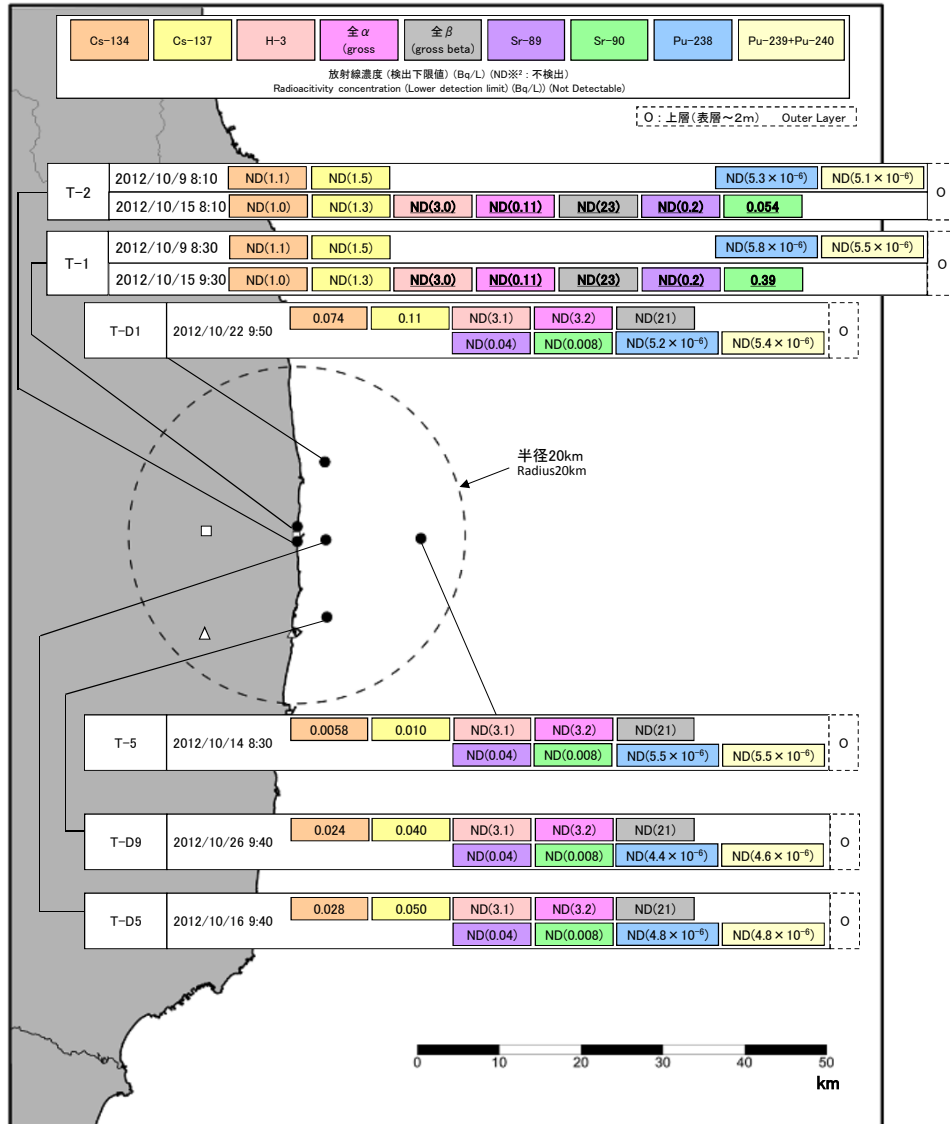 Cs-134 Cs-137 H-3 全α (gross 全β (gross beta) Sr-89 Sr-90 Pu-238 Pu-239+Pu-240
放射線濃度 (検出下限値) (Bq/L) (ND※²：不検出)
Radioacitivity concentration (Lower detection limit) (Bq/L)) (Not Detectable)
O：上層(表層～2m) Outer Layer
T-2 2012/10/9 8:10 ND(1.1) ND(1.5) ND(5.3×10⁻⁶) ND(5.1×10⁻⁶) O
2012/10/15 8:10 ND(1.0) ND(1.3) ND(3.0) ND(0.11) ND(23) ND(0.2) 0.054
T-1 2012/10/9 8:30 ND(1.1) ND(1.5) ND(5.8×10⁻⁶) ND(5.5×10⁻⁶) O
2012/10/15 9:30 ND(1.0) ND(1.3) ND(3.0) ND(0.11) ND(23) ND(0.2) 0.39
T-D1 2012/10/22 9:50 0.074 0.11 ND(3.1) ND(3.2) ND(21) O
ND(0.04) ND(0.008) ND(5.2×10⁻⁶) ND(5.4×10⁻⁶)
半径20km
Radius20km
T-5 2012/10/14 8:30 0.0058 0.010 ND(3.1) ND(3.2) ND(21) O
ND(0.04) ND(0.008) ND(5.5×10⁻⁶) ND(5.5×10⁻⁶)
T-D9 2012/10/26 9:40 0.024 0.040 ND(3.1) ND(3.2) ND(21) O
ND(0.04) ND(0.008) ND(4.4×10⁻⁶) ND(4.6×10⁻⁶)
T-D5 2012/10/16 9:40 0.028 0.050 ND(3.1) ND(3.2) ND(21) O
ND(0.04) ND(0.008) ND(4.8×10⁻⁶) ND(4.8×10⁻⁶)
0 10 20 30 40 50
km